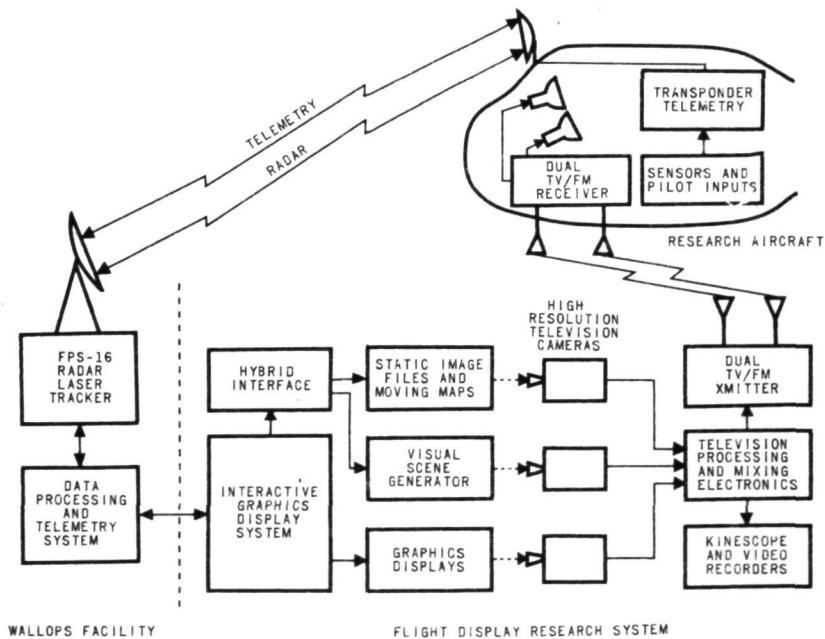 TELEMETRY
RADAR
TRANSPONDER
TELEMETRY
DUAL
TV/FM
RECEIVER
SENSORS AND
PILOT INPUTS
RESEARCH AIRCRAFT
FPS-16
RADAR
LASER
TRACKER
HYBRID
INTERFACE
STATIC IMAGE
FILES AND
MOVING MAPS
HIGH
RESOLUTION
TELEVISION
CAMERAS
DUAL
TV/FM
XMITTER
DATA
PROCESSING
AND
TELEMETRY
SYSTEM
INTERACTIVE
GRAPHICS
DISPLAY
SYSTEM
VISUAL
SCENE
GENERATOR
TELEVISION
PROCESSING
AND MIXING
ELECTRONICS
GRAPHICS
DISPLAYS
KINESCOPE
AND VIDEO
RECORDERS
WALLOPS FACILITY
FLIGHT DISPLAY RESEARCH SYSTEM